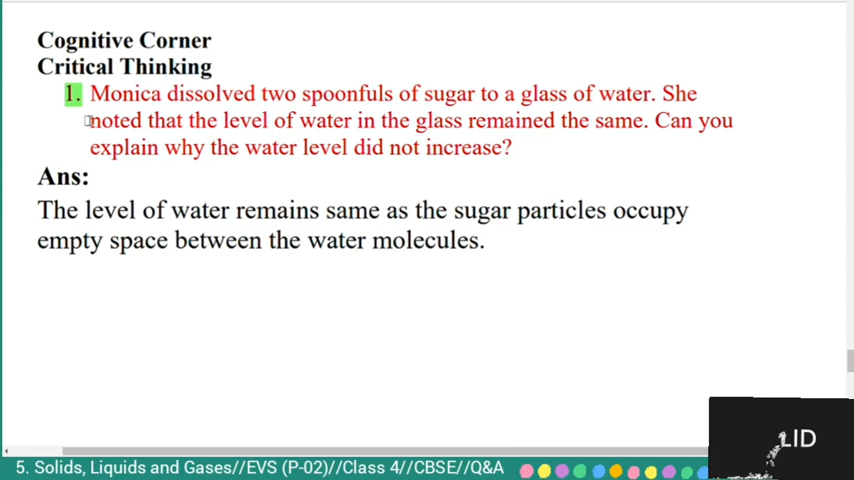 Cognitive Corner
Critical Thinking
1. Monica dissolved two spoonfuls of sugar to a glass of water. She
noted that the level of water in the glass remained the same. Can you
explain why the water level did not increase?
Ans:
The level of water remains same as the sugar particles occupy
empty space between the water molecules.
LID
5. Solids, Liquids and Gases//EVS (P-02)//Class 4//CBSE//Q&A